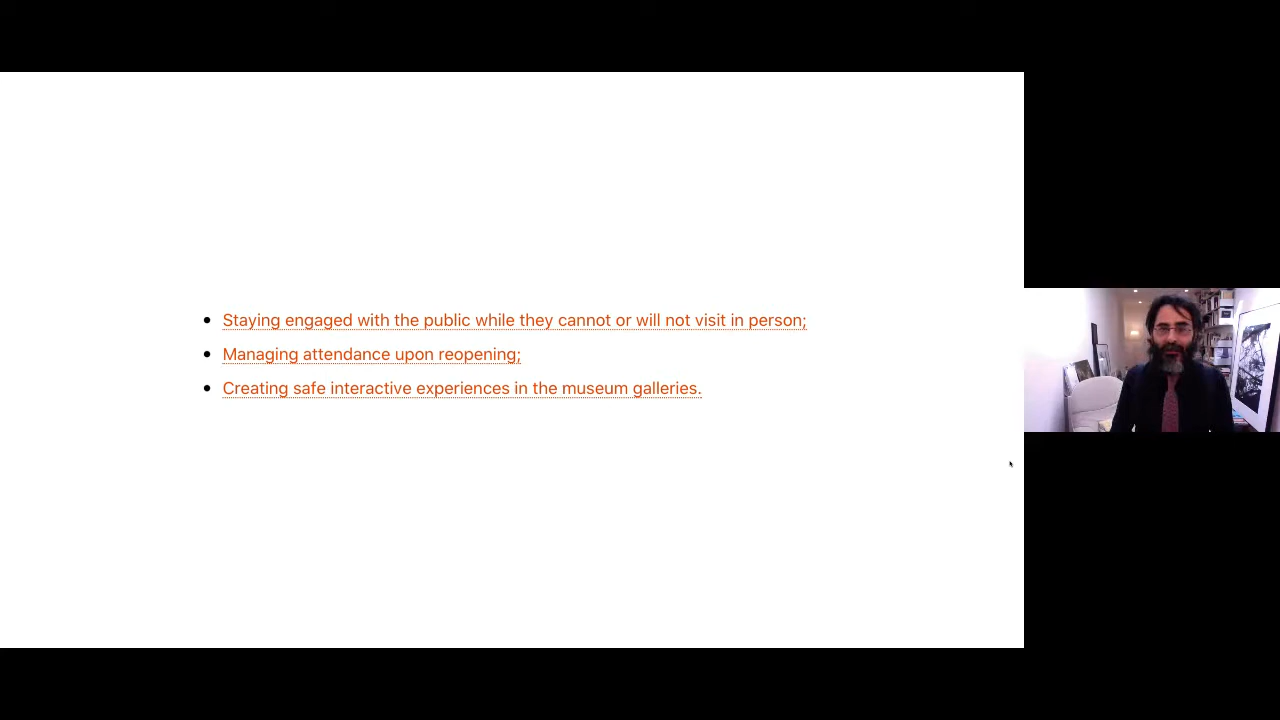 Staying engaged with the public while they cannot or will not visit in person;
Managing attendance upon reopening;
Creating safe interactive experiences in the museum galleries.